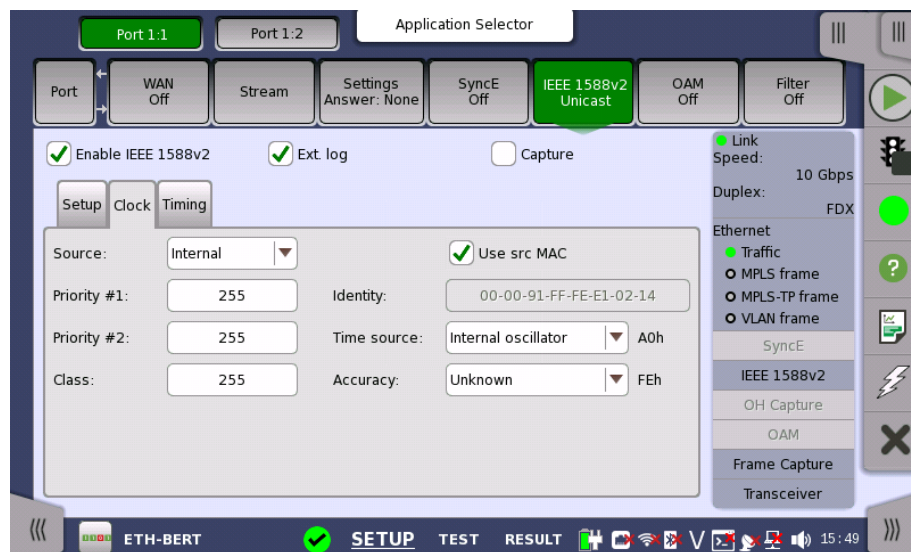 Application Selector
Port 1:1
Port 1:2
Port
WAN
Off
Stream
Settings
Answer: None
SyncE
Off
IEEE 1588v2
Unicast
OAM
Off
Filter
Off
Enable IEEE 1588v2
Ext. log
Capture
Setup
Clock
Timing
Source:
Internal
Use src MAC
Priority #1:
255
Identity:
00-00-91-FF-FE-E1-02-14
Priority #2:
255
Time source:
Internal oscillator
A0h
Class:
255
Accuracy:
Unknown
FEh
Link
Speed:
10 Gbps
Duplex:
FDX
Ethernet
Traffic
MPLS frame
MPLS-TP frame
VLAN frame
SyncE
IEEE 1588v2
OH Capture
OAM
Frame Capture
Transceiver
ETH-BERT
SETUP
TEST
RESULT
V
15:49